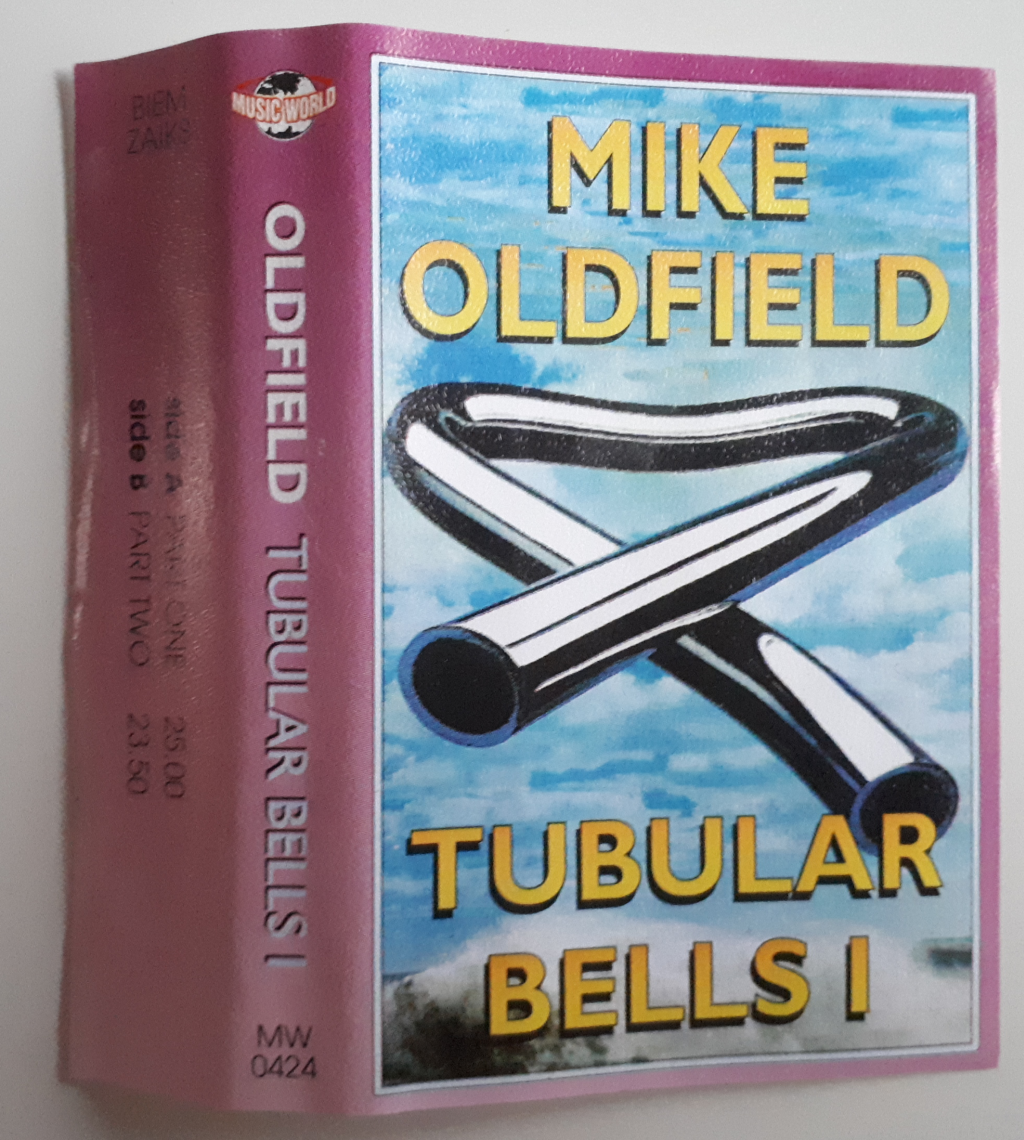 BIEM
ZAIKS
side A PART ONE 25.00
side B PART TWO 23.50
MUSIC WORLD
OLDFIELD TUBULAR BELLS I
MW
0424
MIKE
OLDFIELD
TUBULAR
BELLS I